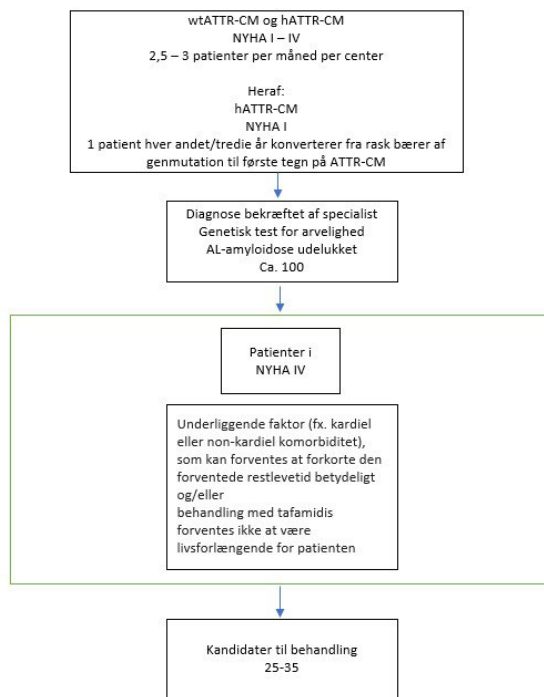 wtATTR-CM og hATTR-CM
NYHA I – IV
2,5 – 3 patienter per måned per center
Heraf:
hATTR-CM
NYHA I
1 patient hver andet/tredie år konverterer fra rask bærer af
genmutation til første tegn på ATTR-CM
Diagnose bekræftet af specialist
Genetisk test for arvelighed
AL-amyloidose udelukket
Ca. 100
Patienter i
NYHA IV
Underliggende faktor (fx. kardiel
eller non-kardiel komorbiditet),
som kan forventes at forkorte den
forventede restlevetid betydeligt
og/eller
behandling med tafamidis
forventes ikke at være
livsforlængende for patienten
Kandidater til behandling
25-35